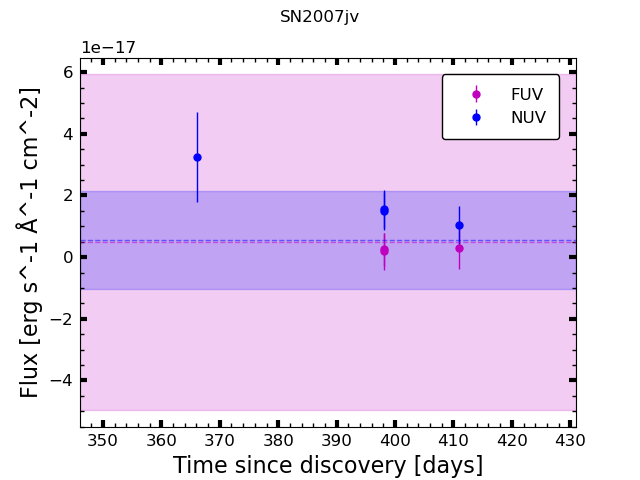 SN2007jv
1e−17
Flux [erg s^-1 Å^-1 cm^-2]
6
4
2
0
−2
−4
FUV
NUV
350 360 370 380 390 400 410 420 430
Time since discovery [days]